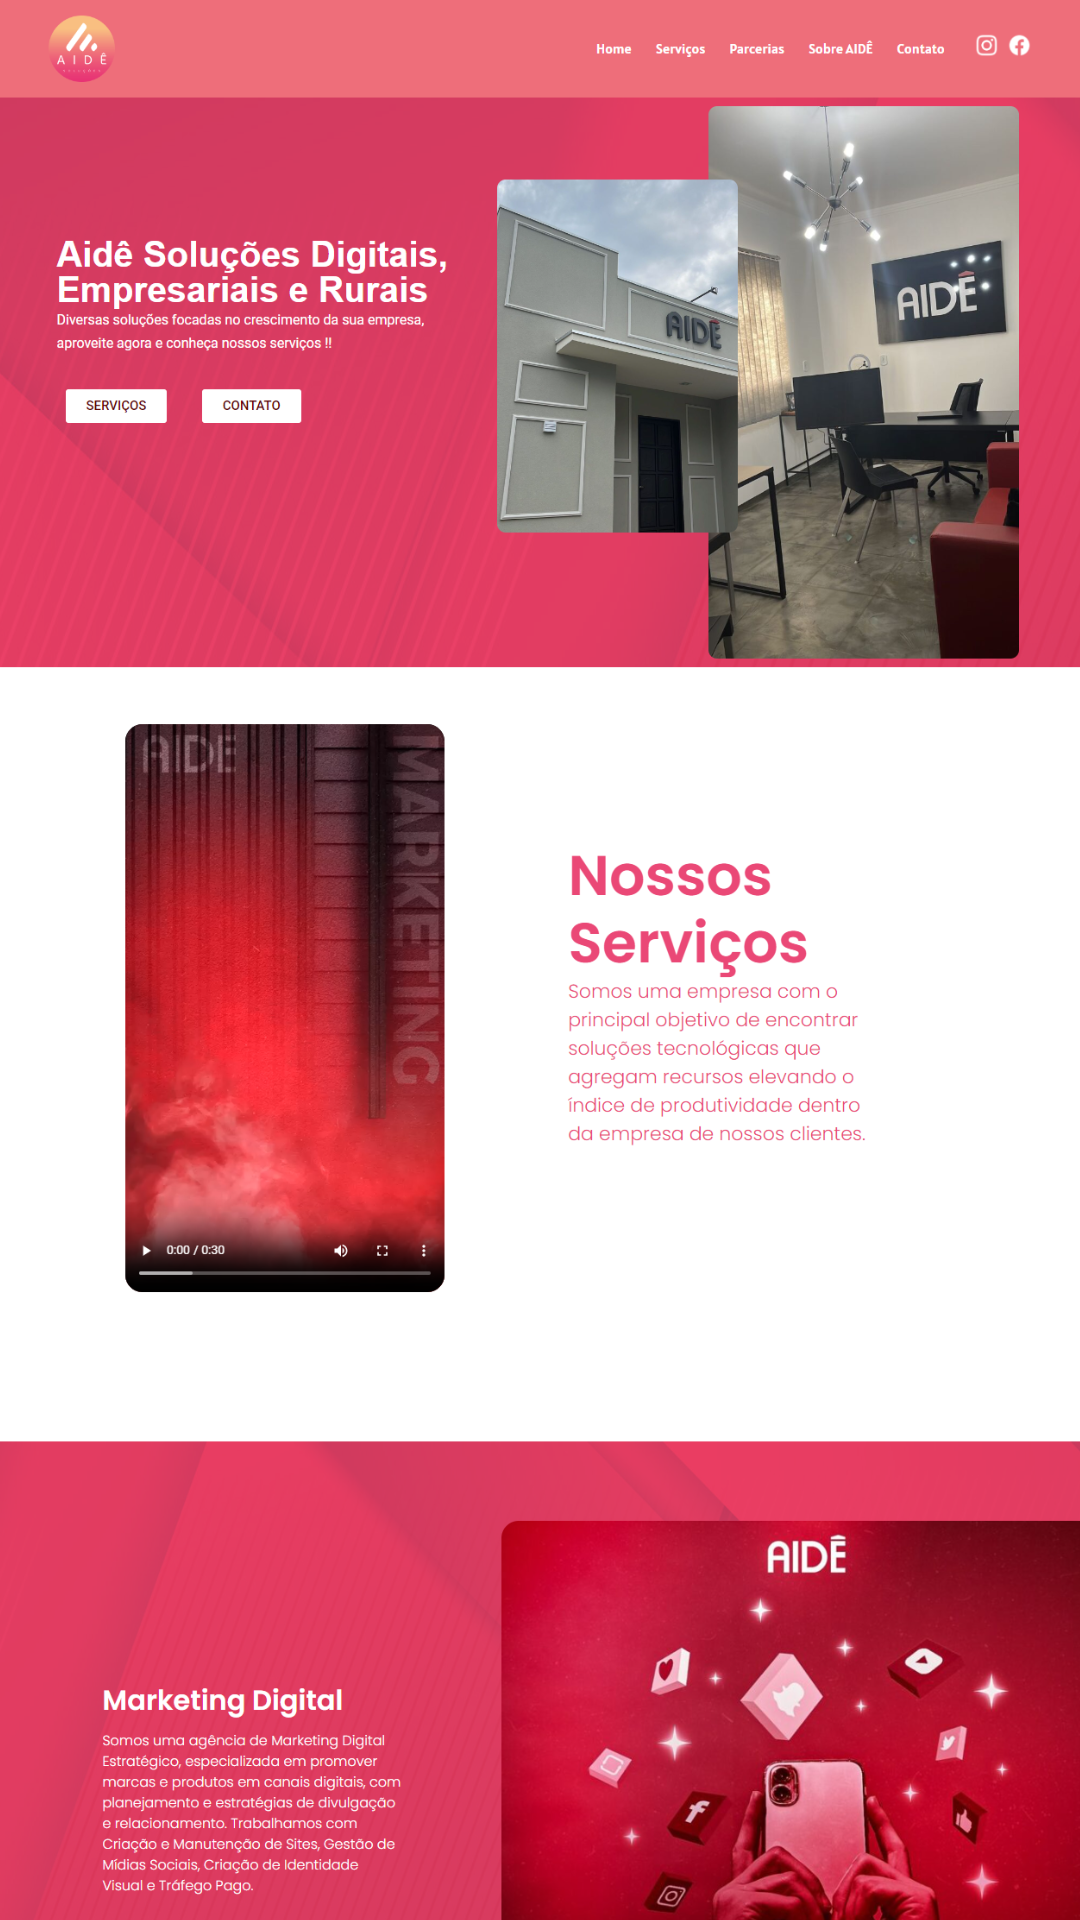 AIDÊ
Home
Serviços
Parcerias
Sobre AIDÊ
Contato
Aidê Soluções Digitais,
Empresariais e Rurais
Diversas soluções focadas no crescimento da sua empresa,
aproveite agora e conheça nossos serviços !!
SERVIÇOS
CONTATO
AIDÊ
AIDÊ
AIDÊ
MARKETING
0:00 / 0:30
Nossos
Serviços
Somos uma empresa com o
principal objetivo de encontrar
soluções tecnológicas que
agregam recursos elevando o
índice de produtividade dentro
da empresa de nossos clientes.
AIDÊ
Marketing Digital
Somos uma agência de Marketing Digital
Estratégico, especializada em promover
marcas e produtos em canais digitais, com
planejamento e estratégias de divulgação
e relacionamento. Trabalhamos com
Criação e Manutenção de Sites, Gestão de
Mídias Sociais, Criação de Identidade
Visual e Tráfego Pago.